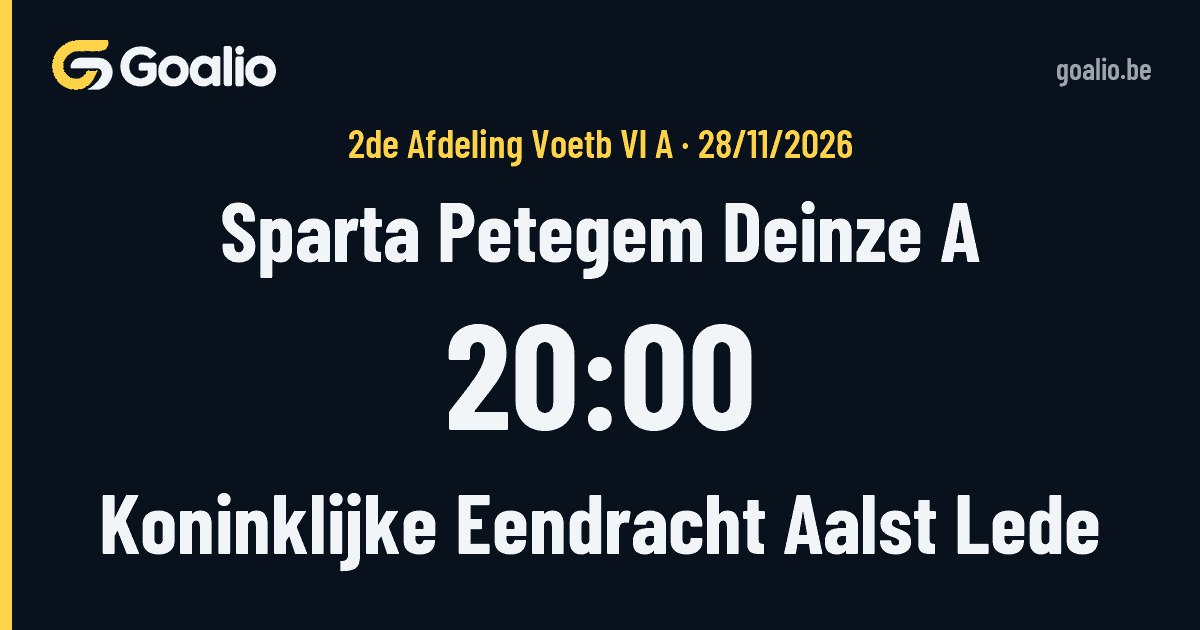 Goalio
goalio.be
2de Afdeling Voetb Vl A · 28/11/2026
Sparta Petegem Deinze A
20:00
Koninklijke Eendracht Aalst Lede